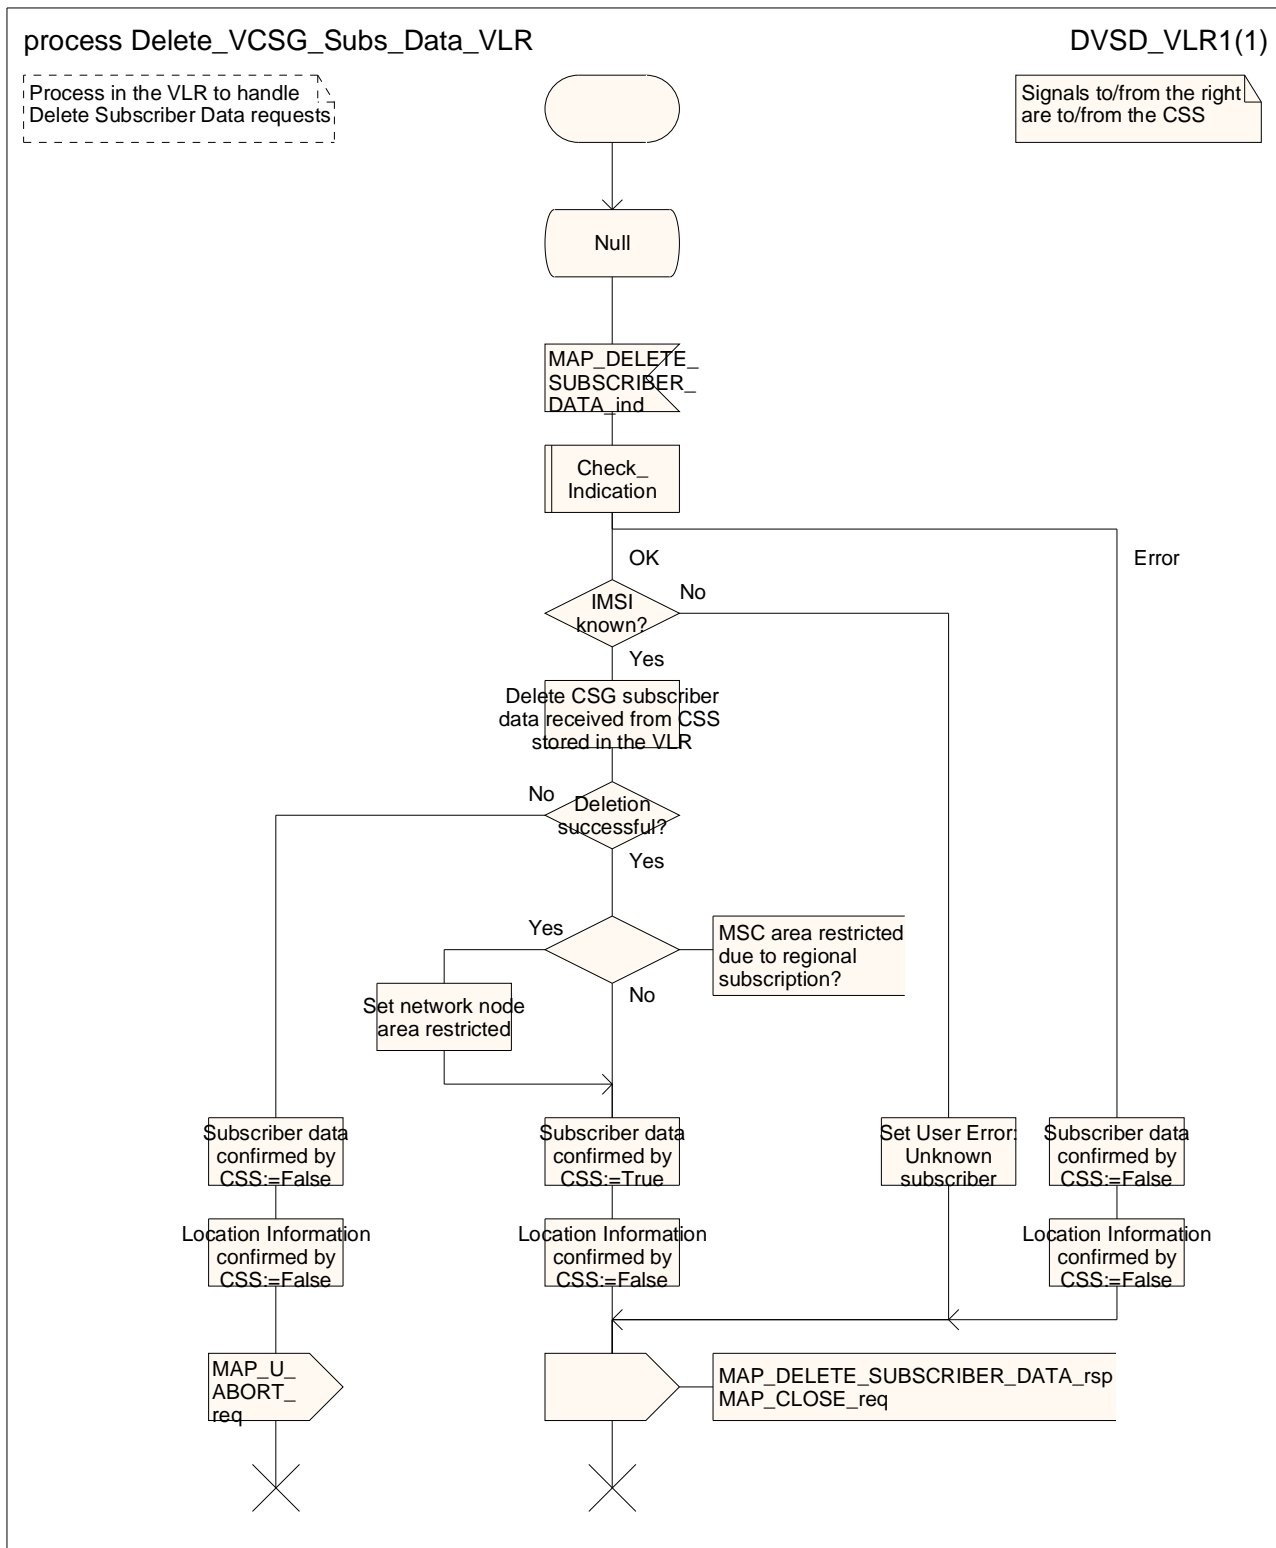 process Delete_VCSG_Subs_Data_VLR
DVSD_VLR1(1)
Process in the VLR to handle
Delete Subscriber Data requests
Signals to/from the right
are to/from the CSS
Null
MAP_DELETE_
SUBSCRIBER_
DATA_ind
Check_
Indication
OK
Error
IMSI
known?
No
Yes
Delete CSG subscriber
data received from CSS
stored in the VLR
No
Deletion
successful?
Yes
Yes
MSC area restricted
due to regional
subscription?
No
Set network node
area restricted
Subscriber data
confirmed by
CSS:=False
Subscriber data
confirmed by
CSS:=True
Set User Error:
Unknown
subscriber
Subscriber data
confirmed by
CSS:=False
Location Information
confirmed by
CSS:=False
Location Information
confirmed by
CSS:=False
Location Information
confirmed by
CSS:=False
MAP_U_
ABORT_
req
MAP_DELETE_SUBSCRIBER_DATA_rsp
MAP_CLOSE_req